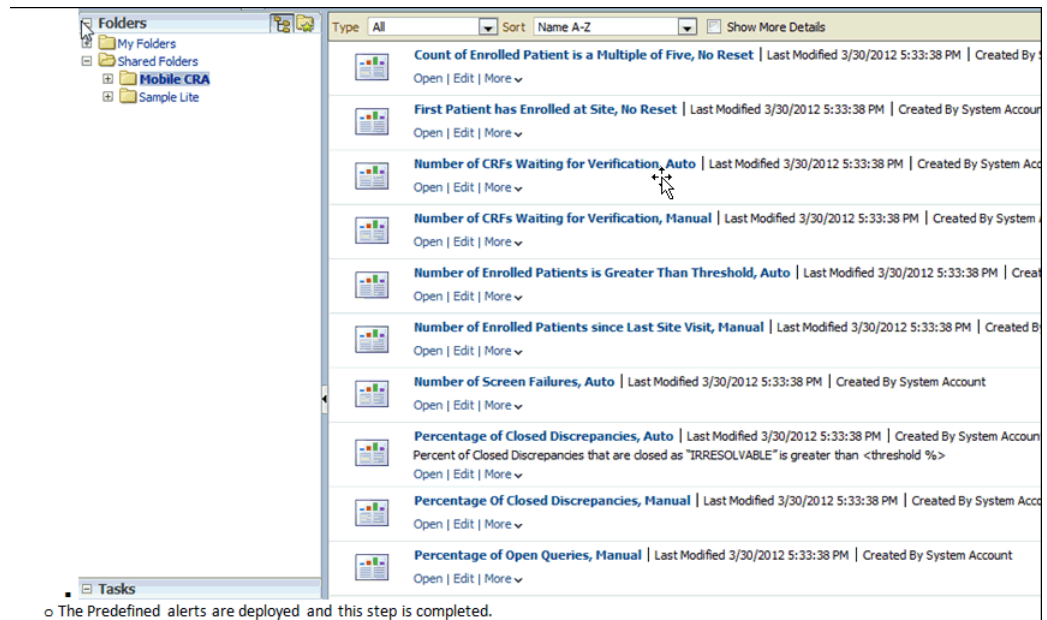 Folders
My Folders
Shared Folders
Mobile CRA
Sample Lite
Tasks
Type All Sort Name A-Z Show More Details
Count of Enrolled Patient is a Multiple of Five, No Reset | Last Modified 3/30/2012 5:33:38 PM | Created By
Open | Edit | More
First Patient has Enrolled at Site, No Reset | Last Modified 3/30/2012 5:33:38 PM | Created By System Accoun
Open | Edit | More
Number of CRFs Waiting for Verification, Auto | Last Modified 3/30/2012 5:33:38 PM | Created By System Acc
Open | Edit | More
Number of CRFs Waiting for Verification, Manual | Last Modified 3/30/2012 5:33:38 PM | Created By System
Open | Edit | More
Number of Enrolled Patients is Greater Than Threshold, Auto | Last Modified 3/30/2012 5:33:38 PM | Creat
Open | Edit | More
Number of Enrolled Patients since Last Site Visit, Manual | Last Modified 3/30/2012 5:33:38 PM | Created B
Open | Edit | More
Number of Screen Failures, Auto | Last Modified 3/30/2012 5:33:38 PM | Created By System Account
Open | Edit | More
Percentage of Closed Discrepancies, Auto | Last Modified 3/30/2012 5:33:38 PM | Created By System Accoun
Percent of Closed Discrepancies that are closed as "IRRESOLVABLE" is greater than <threshold %>
Open | Edit | More
Percentage Of Closed Discrepancies, Manual | Last Modified 3/30/2012 5:33:38 PM | Created By System Acco
Open | Edit | More
Percentage of Open Queries, Manual | Last Modified 3/30/2012 5:33:38 PM | Created By System Account
Open | Edit | More
o The Predefined alerts are deployed and this step is completed.